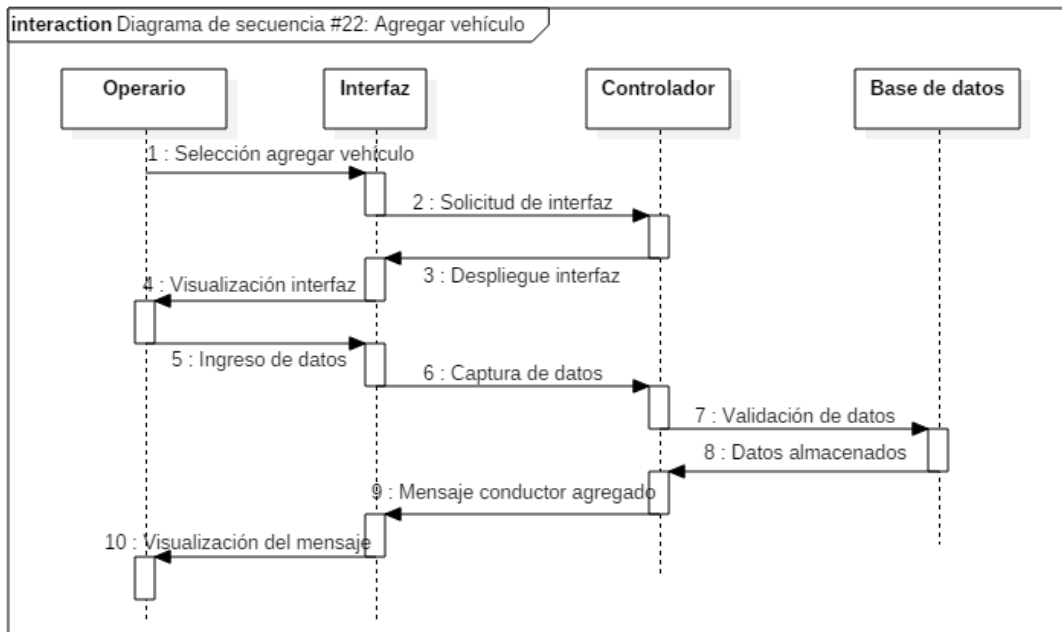 interaction Diagrama de secuencia #22: Agregar vehículo
Operario
Interfaz
Controlador
Base de datos
1 : Selección agregar vehículo
2 : Solicitud de interfaz
3 : Despliegue interfaz
4 : Visualización interfaz
5 : Ingreso de datos
6 : Captura de datos
7 : Validación de datos
8 : Datos almacenados
9 : Mensaje conductor agregado
10 : Visualización del mensaje